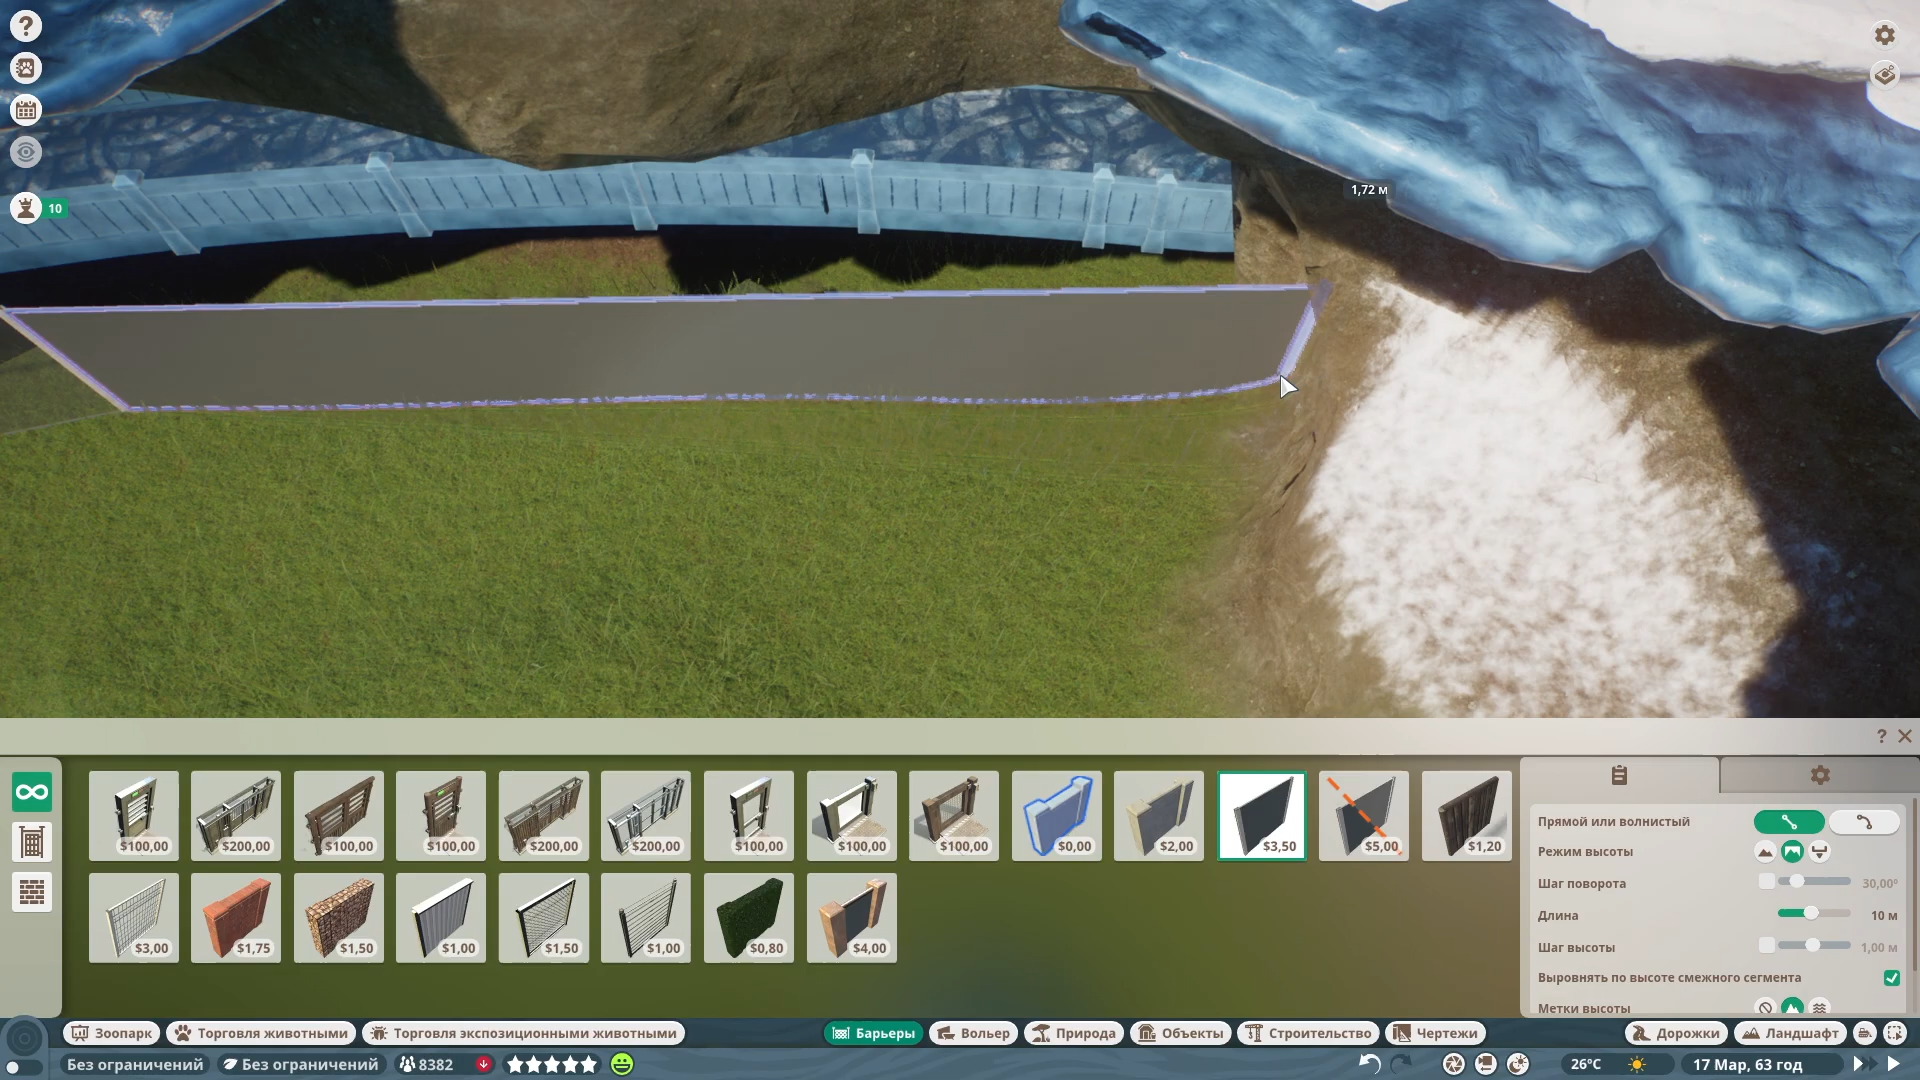 ?
10
1,72 м
? ×
$100,00
$200,00
$100,00
$100,00
$200,00
$200,00
$100,00
$100,00
$100,00
$0,00
$2,00
$3,50
$5,00
$1,20
$3,00
$1,75
$1,50
$1,00
$1,50
$1,00
$0,80
$4,00
Прямой или волнистый
Режим высоты
Шаг поворота 30,00°
Длина 10 м
Шаг высоты 1,00 м
Выровнять по высоте смежного сегмента
Метки высоты
Зоопарк Торговля животными Торговля экспозиционными животными Барьеры Вольер Природа Объекты Строительство Чертежи Дорожки Ландшафт
Без ограничений Без ограничений 8382 26°C 17 Мар, 63 год